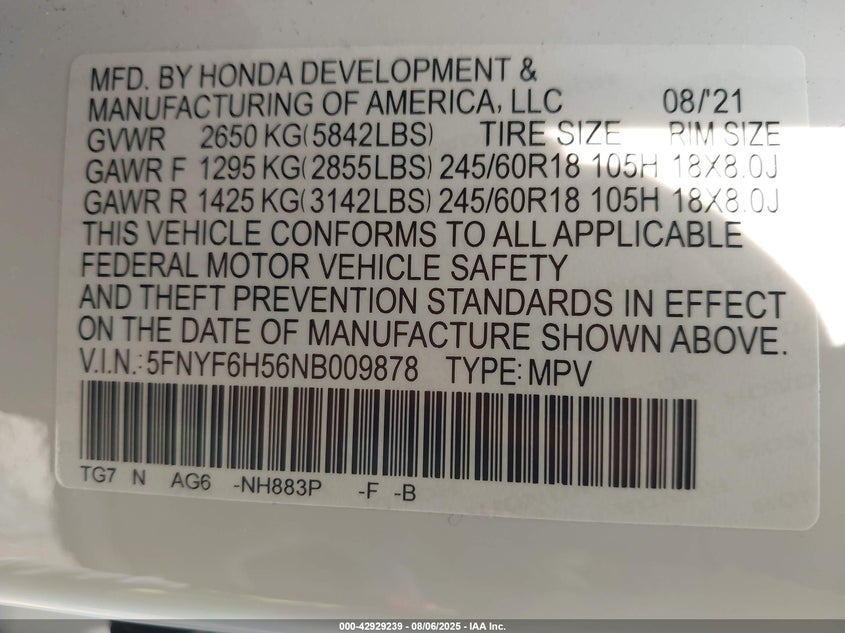 MFD. BY HONDA DEVELOPMENT &
MANUFACTURING OF AMERICA, LLC 08/'21
GVWR 2650 KG(5842LBS) TIRE SIZE RIM SIZE
GAWR F 1295 KG(2855LBS) 245/60R18 105H 18X8.0J
GAWR R 1425 KG(3142LBS) 245/60R18 105H 18X8.0J
THIS VEHICLE CONFORMS TO ALL APPLICABLE
FEDERAL MOTOR VEHICLE SAFETY
AND THEFT PREVENTION STANDARDS IN EFFECT
ON THE DATE OF MANUFACTURE SHOWN ABOVE.
V.I.N.: 5FNYF6H56NB009878 TYPE: MPV
TG7 N AG6 -NH883P -F -B
000-42929239 - 08/06/2025 - IAA Inc.